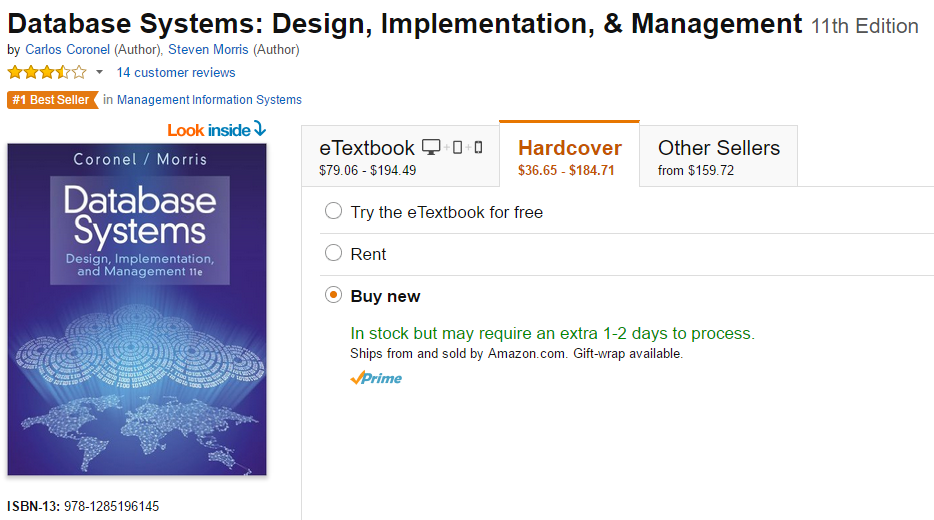 Database Systems: Design, Implementation, & Management 11th Edition
by Carlos Coronel (Author), Steven Morris (Author)
14 customer reviews
#1 Best Seller in Management Information Systems
Look inside
Coronel / Morris
Database
Systems
Design, Implementation,
and Management 11e
ISBN-13: 978-1285196145
eTextbook
$79.06 - $194.49
Hardcover
$36.65 - $184.71
Other Sellers
from $159.72
Try the eTextbook for free
Rent
Buy new
In stock but may require an extra 1-2 days to process.
Ships from and sold by Amazon.com. Gift-wrap available.
Prime